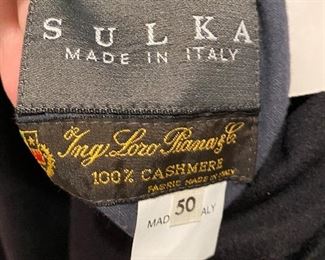 SULKA
MADE IN ITALY
Ing. Loro Piana & C.
100% CASHMERE
FABRIC MADE IN ITALY
50
MAD ALY